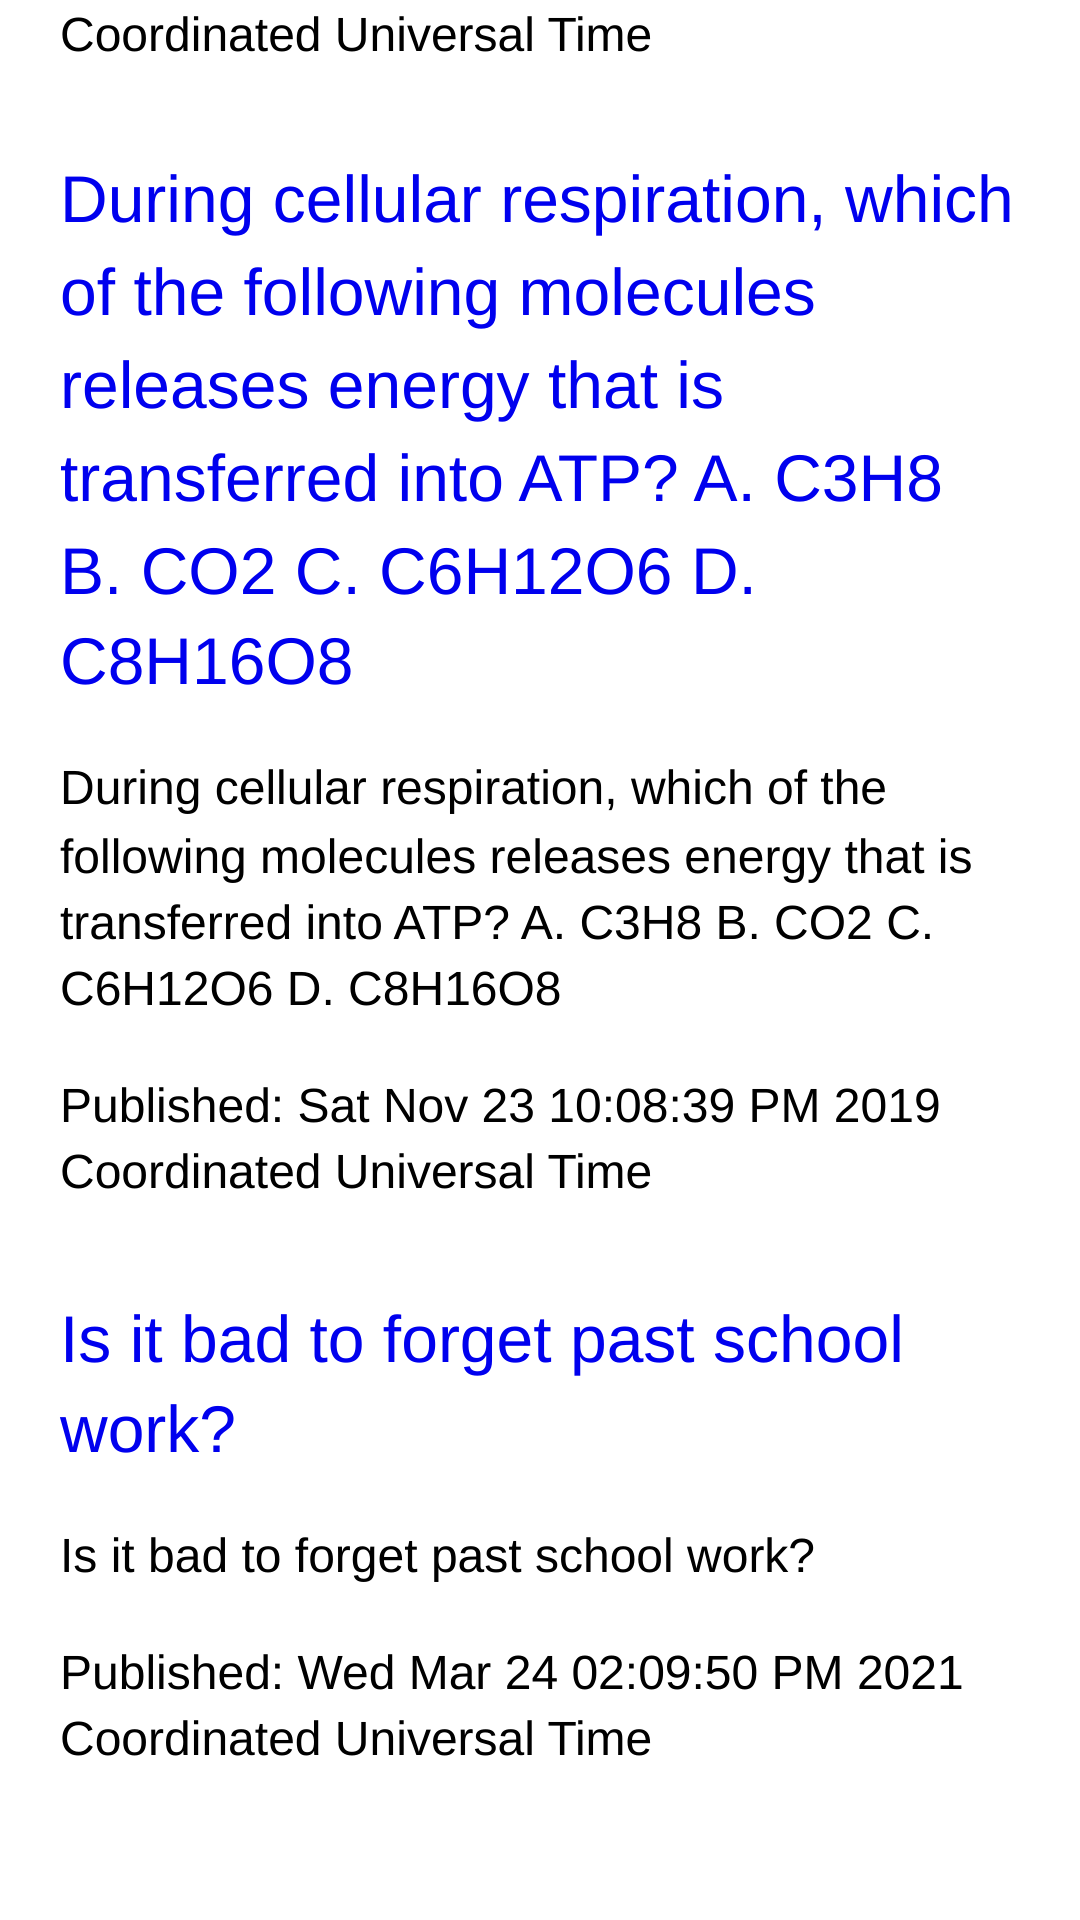 Coordinated Universal Time
During cellular respiration, which
of the following molecules
releases energy that is
transferred into ATP? A. C3H8
B. CO2 C. C6H12O6 D.
C8H16O8
During cellular respiration, which of the
following molecules releases energy that is
transferred into ATP? A. C3H8 B. CO2 C.
C6H12O6 D. C8H16O8
Published: Sat Nov 23 10:08:39 PM 2019
Coordinated Universal Time
Is it bad to forget past school
work?
Is it bad to forget past school work?
Published: Wed Mar 24 02:09:50 PM 2021
Coordinated Universal Time